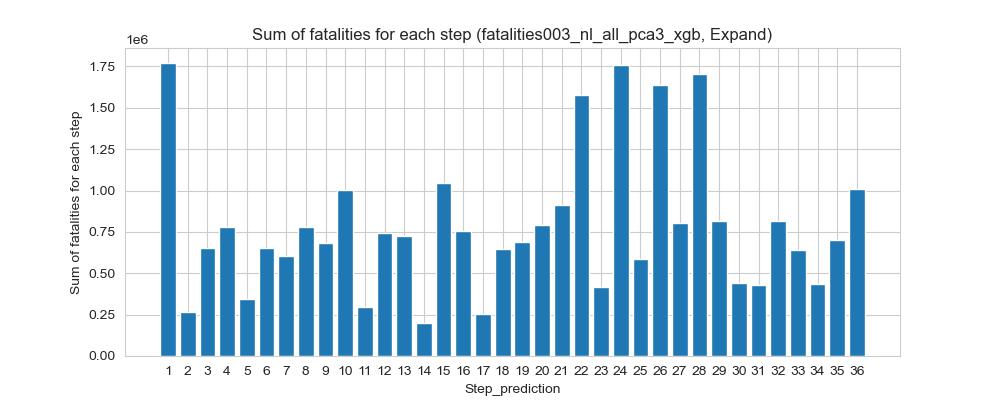 Sum of fatalities for each step (fatalities003_nl_all_pca3_xgb, Expand)
1e6
1.75
1.50
1.25
1.00
0.75
0.50
0.25
0.00
Sum of fatalities for each step
1 2 3 4 5 6 7 8 9 10 11 12 13 14 15 16 17 18 19 20 21 22 23 24 25 26 27 28 29 30 31 32 33 34 35 36
Step_prediction